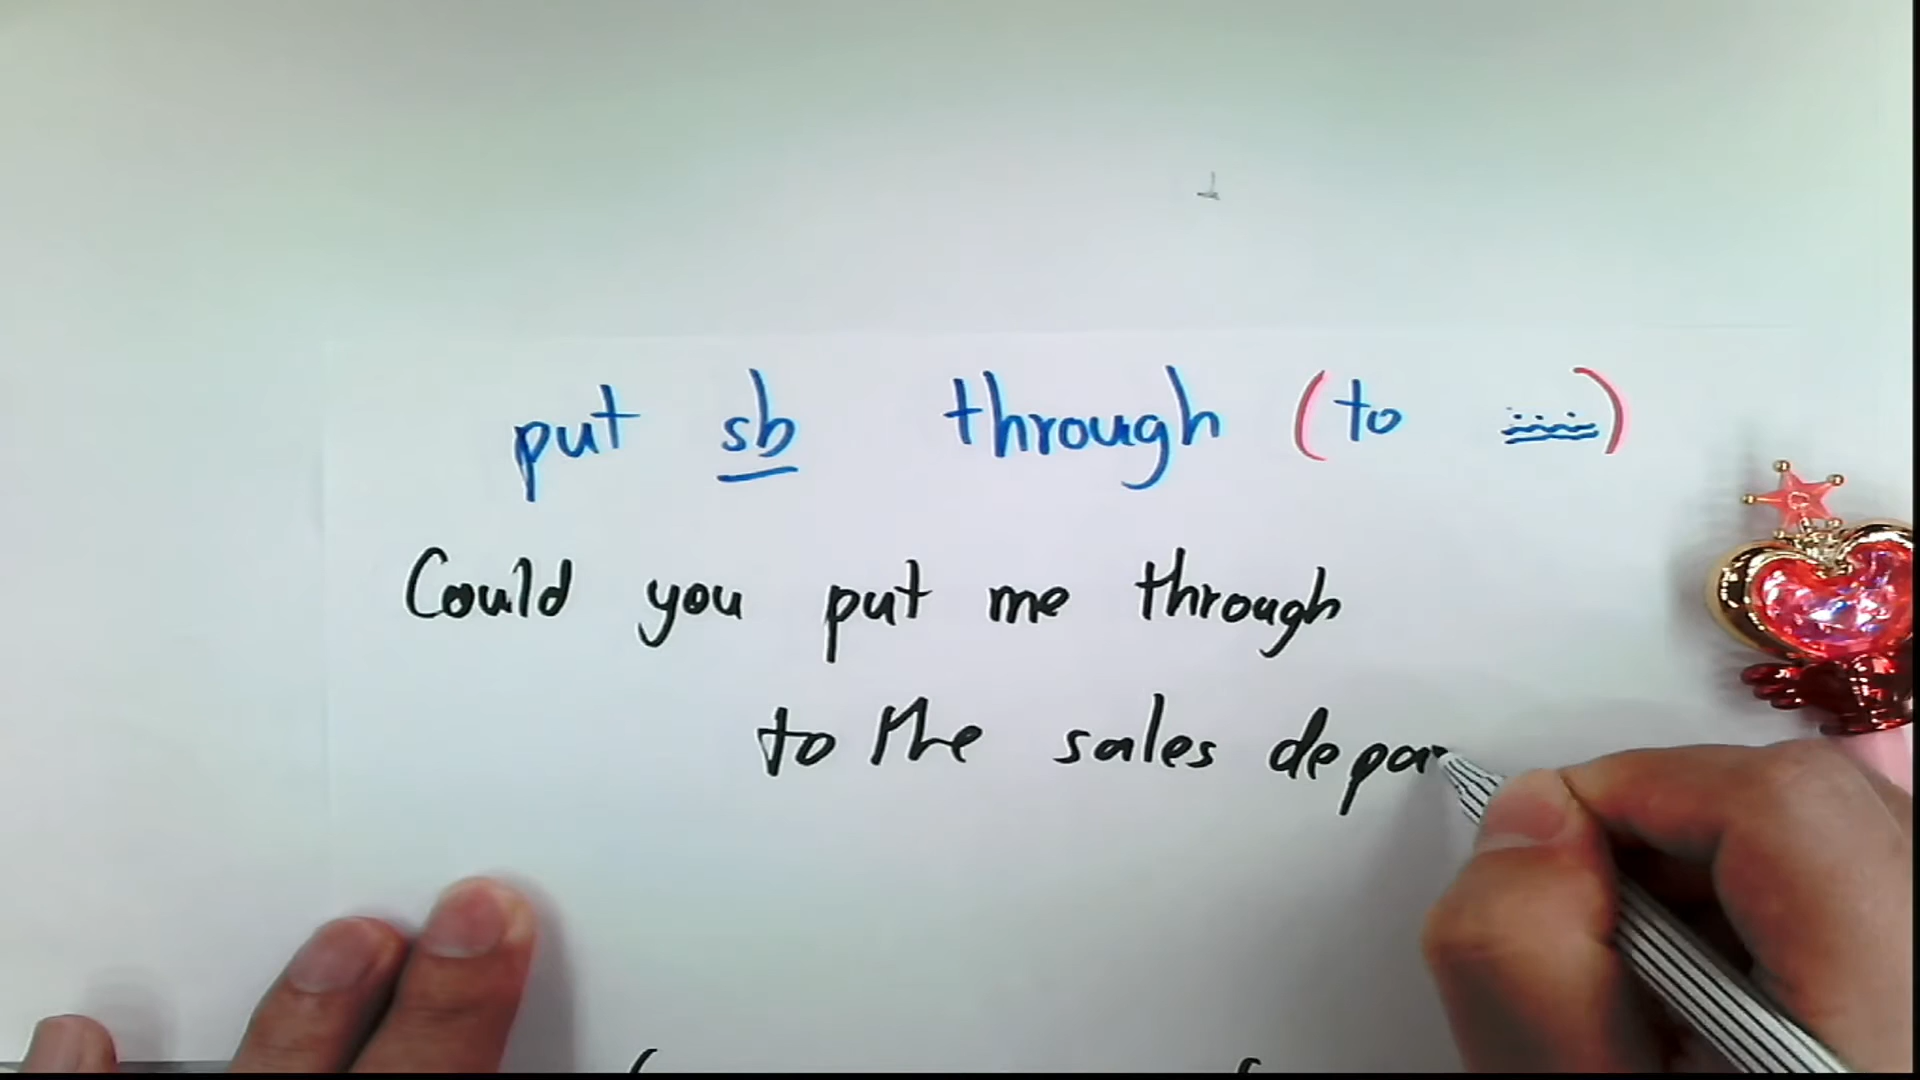 put sb through (to ......)
Could you put me through
to the sales depar